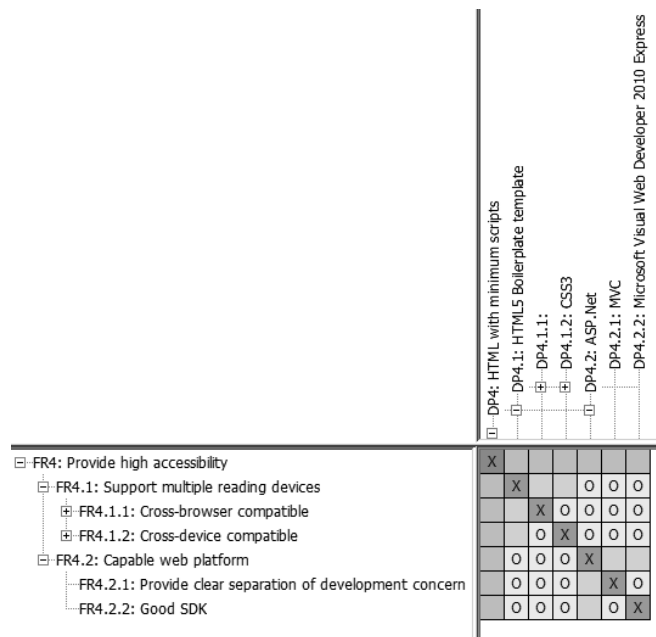 DP4: HTML with minimum scripts
DP4.1: HTML5 Boilerplate template
DP4.1.1:
DP4.1.2: CSS3
DP4.2: ASP.Net
DP4.2.1: MVC
DP4.2.2: Microsoft Visual Web Developer 2010 Express
FR4: Provide high accessibility X
FR4.1: Support multiple reading devices X O O O
FR4.1.1: Cross-browser compatible X O O O O
FR4.1.2: Cross-device compatible O X O O O
FR4.2: Capable web platform O O O X
FR4.2.1: Provide clear separation of development concern O O O X O
FR4.2.2: Good SDK O O O O X